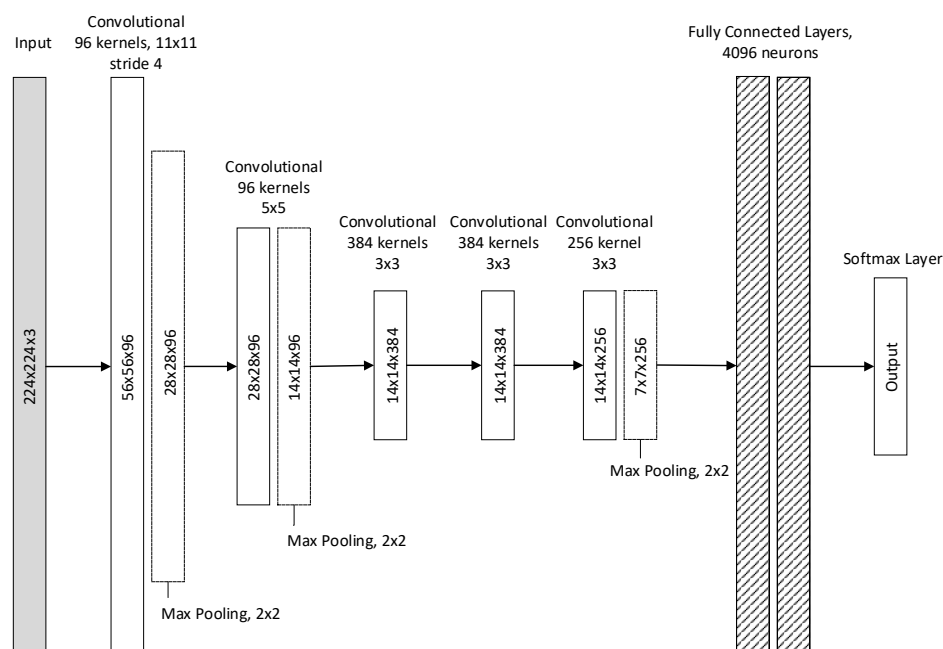 Input
Convolutional
96 kernels, 11x11
stride 4
Fully Connected Layers,
4096 neurons
Convolutional
96 kernels
5x5
Convolutional
384 kernels
3x3
Convolutional
384 kernels
3x3
Convolutional
256 kernel
3x3
Softmax Layer
224x224x3
56x56x96
28x28x96
28x28x96
14x14x96
14x14x384
14x14x384
14x14x256
7x7x256
Output
Max Pooling, 2x2
Max Pooling, 2x2
Max Pooling, 2x2